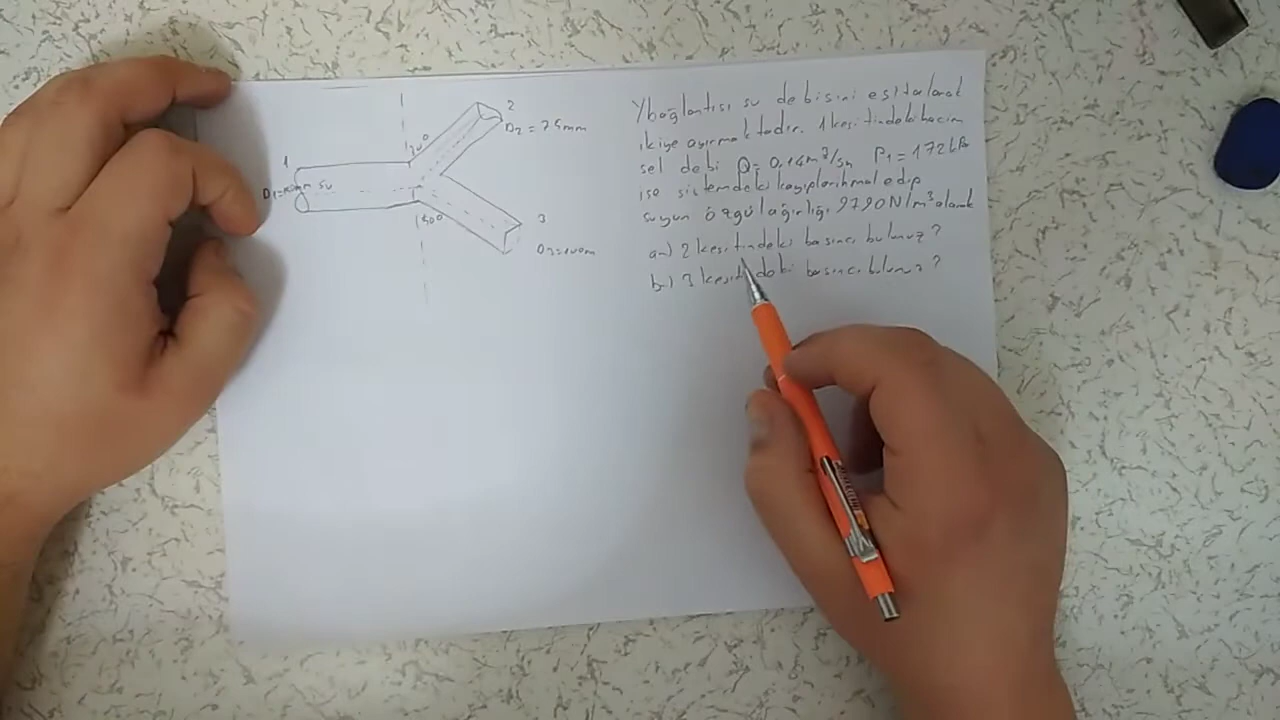 Y bağlantısı su debisini eşit olarak
ikiye ayırmaktadır. 1 kesitindeki hacim
sel debi Q = 0,14 m³/sn P₁ = 172 kPa
ise sistemdeki kayıpları ihmal edip
suyun özgül ağırlığı 9790 N/m³ olarak
a-) 2 kesitindeki basıncı bulunuz?
b-) 3 kesitindeki basıncı bulunuz?
1
su
2
D₂ = 75mm
3